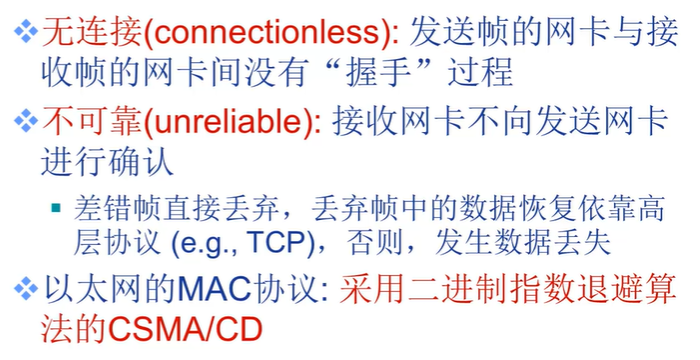 无连接(connectionless): 发送帧的网卡与接
收帧的网卡间没有“握手”过程
不可靠(unreliable): 接收网卡不向发送网卡
进行确认
差错帧直接丢弃，丢弃帧中的数据恢复依靠高
层协议 (e.g., TCP)，否则，发生数据丢失
以太网的MAC协议: 采用二进制指数退避算
法的CSMA/CD